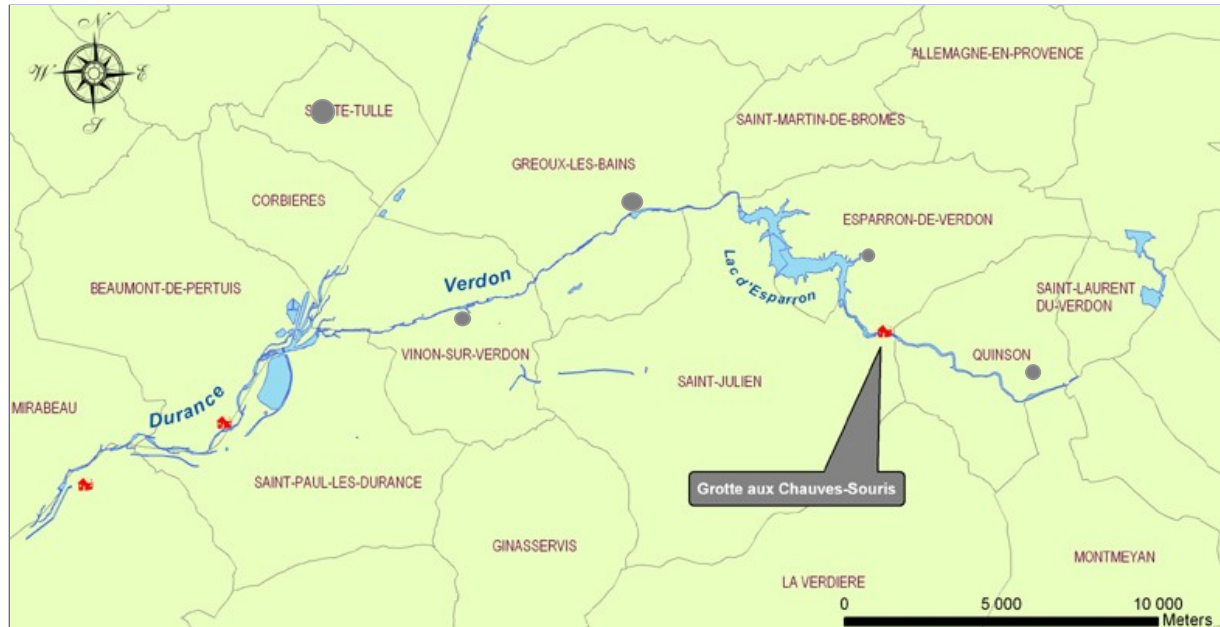 N
W
E
S
ALLEMAGNE-EN-PROVENCE
SAINT-MARTIN-DE-BROMES
GREOUX-LES-BAINS
CORBIERES
ESPARRON-DE-VERDON
BEAUMONT-DE-PERTUIS
Verdon
Lac d'Esparron
SAINT-LAURENT
DU-VERDON
VINON-SUR-VERDON
QUINSON
SAINT-JULIEN
MIRABEAU
Durance
SAINT-PAUL-LES-DURANCE
Grotte aux Chauves-Souris
GINASSERVIS
MONTMEYAN
LA VERDIERE
0 5 000 10 000
Meters